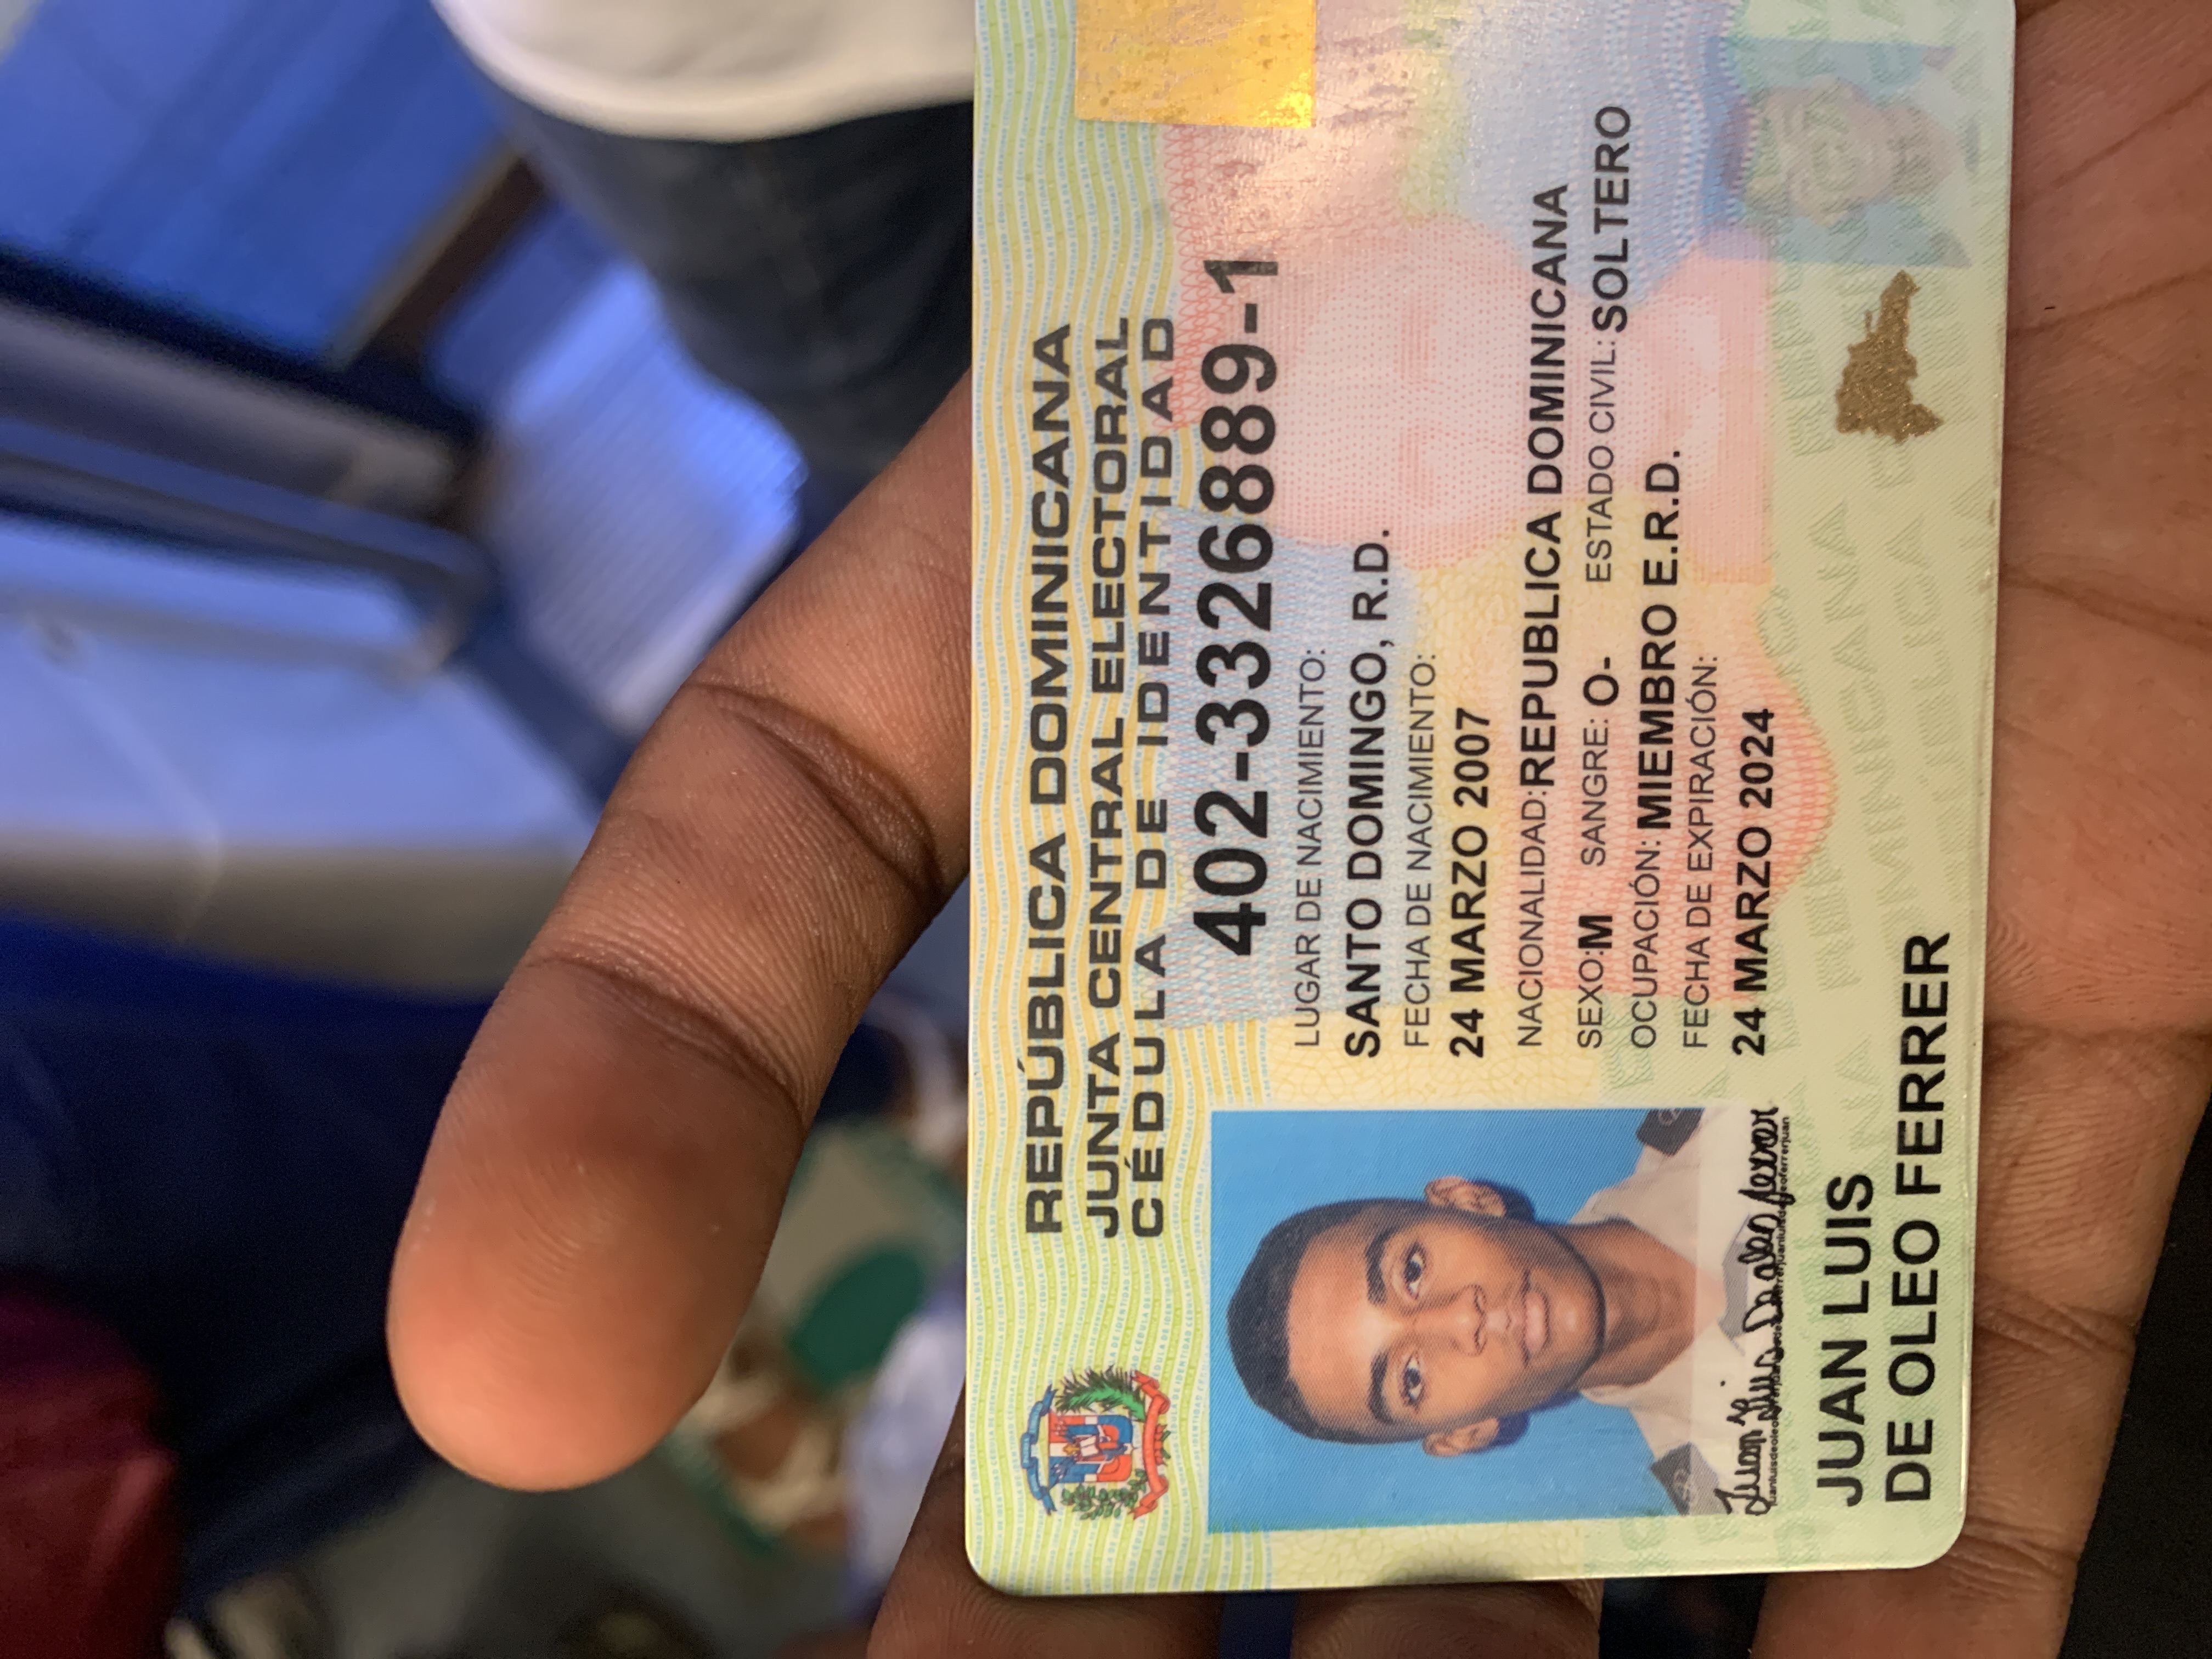 REPÚBLICA DOMINICANA
JUNTA CENTRAL ELECTORAL
CÉDULA DE IDENTIDAD
402-3326889-1
LUGAR DE NACIMIENTO:
SANTO DOMINGO, R.D.
FECHA DE NACIMIENTO:
24 MARZO 2007
NACIONALIDAD:REPUBLICA DOMINICANA
SEXO:M SANGRE: O- ESTADO CIVIL: SOLTERO
OCUPACIÓN: MIEMBRO E.R.D.
FECHA DE EXPIRACIÓN:
24 MARZO 2024
Juan Luis De oleo ferrer
JUAN LUIS
DE OLEO FERRER